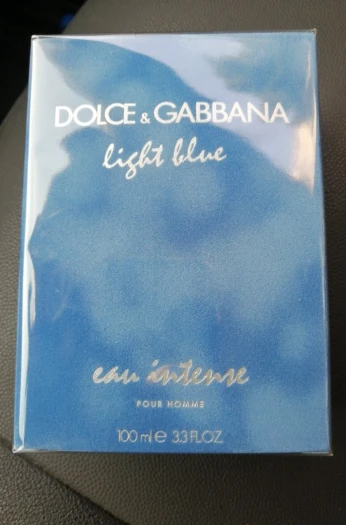 DOLCE & GABBANA
light blue
eau intense
POUR HOMME
100 ml e 3.3 FL.OZ.